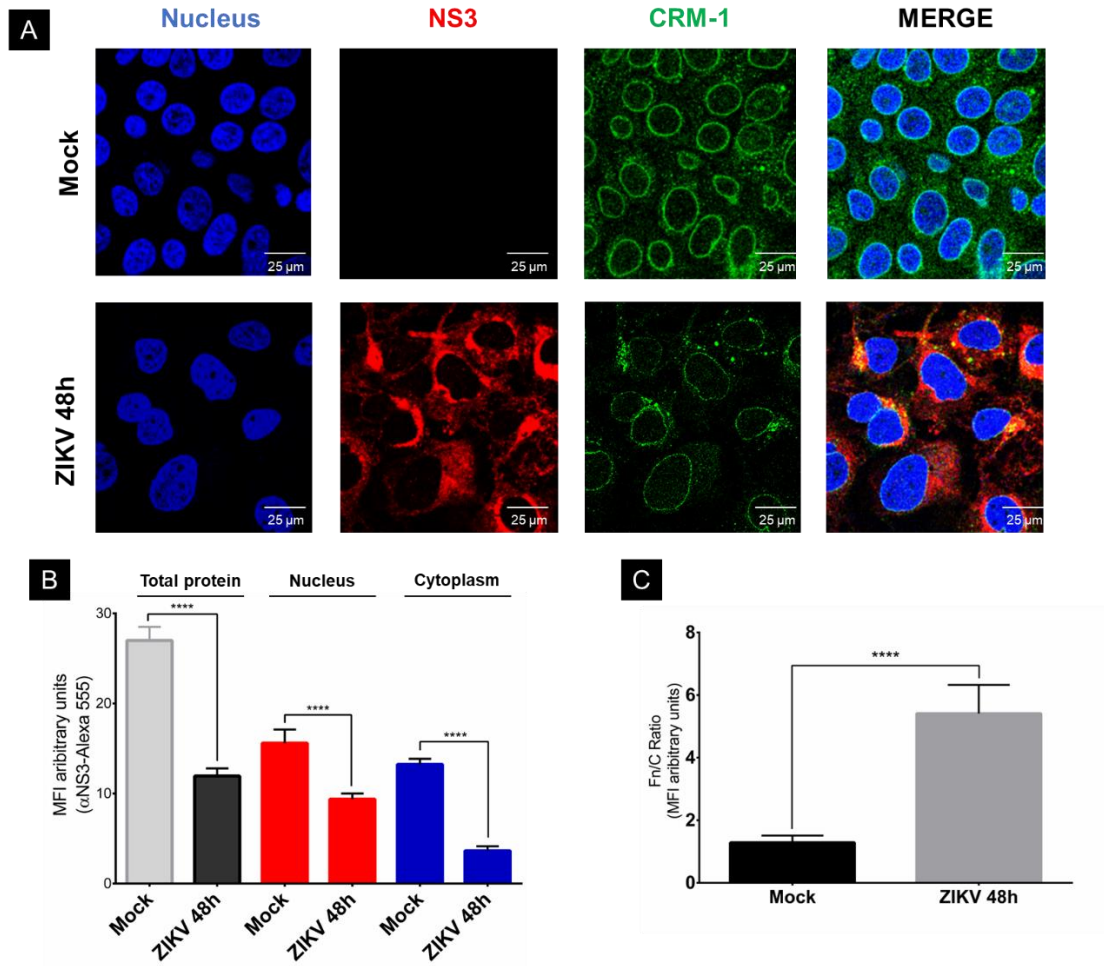 A
Nucleus
NS3
CRM-1
MERGE
Mock
25 µm
25 µm
25 µm
25 µm
ZIKV 48h
25 µm
25 µm
25 µm
25 µm
B
Total protein
Nucleus
Cytoplasm
MFI aribitrary units
(αNS3-Alexa 555)
30
20
10
0
****
****
****
Mock
ZIKV 48h
Mock
ZIKV 48h
Mock
ZIKV 48h
C
Fn/C Ratio
(MFI aribitrary units)
8
6
4
2
0
****
Mock
ZIKV 48h